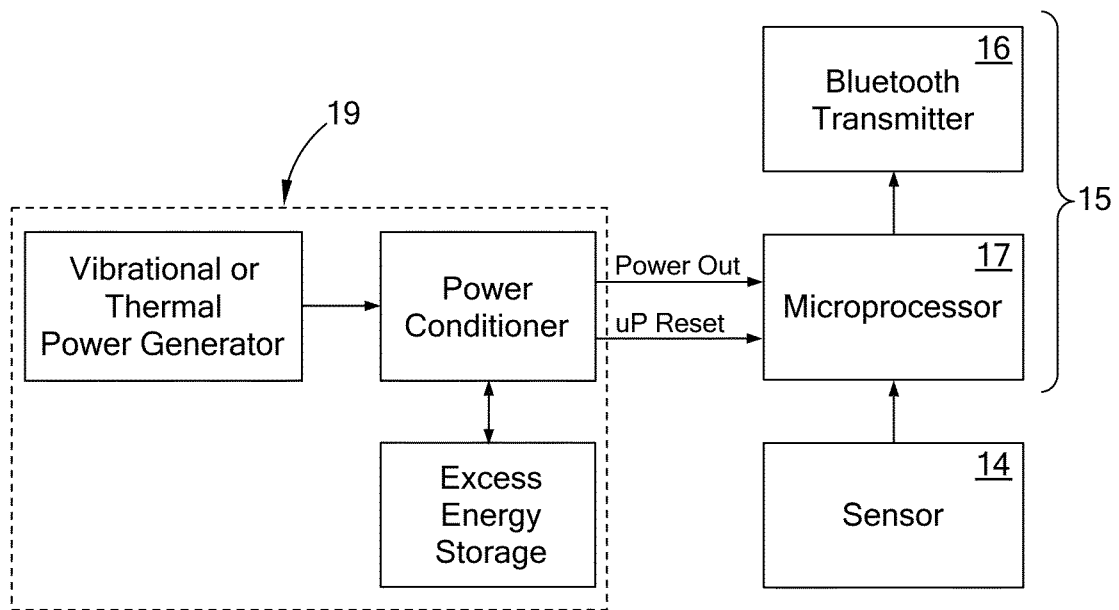 16
Bluetooth
Transmitter
19
15
Vibrational or
Thermal
Power Generator
Power
Conditioner
Power Out
uP Reset
17
Microprocessor
Excess
Energy
Storage
14
Sensor